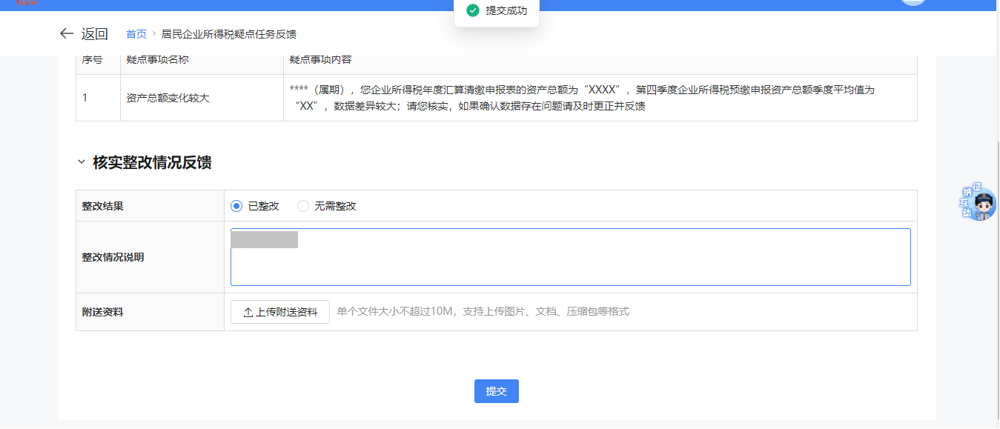 提交成功
返回 首页 > 居民企业所得税疑点任务反馈
序号 疑点事项名称 疑点事项内容
1 资产总额变化较大 ****（属期），您企业所得税年度汇算清缴申报表的资产总额为“XXXX”，第四季度企业所得税预缴申报资产总额季度平均值为
“XX”，数据差异较大；请您核实，如果确认数据存在问题请及时更正并反馈
核实整改情况反馈
整改结果 已整改 无需整改
整改情况说明
附送资料 上传附送资料 单个文件大小不超过10M，支持上传图片、文档、压缩包等格式
征纳互动
提交